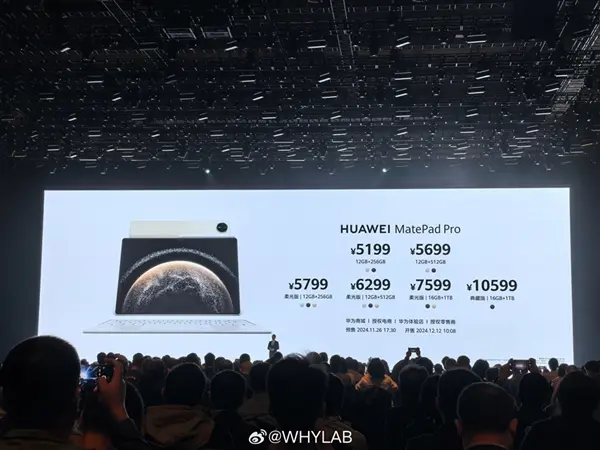 HUAWEI MatePad Pro
¥5199 ¥5699
12GB+256GB 12GB+512GB
¥5799 ¥6299 ¥7599 ¥10599
柔光版 | 12GB+256GB 柔光版 | 12GB+512GB 柔光版 | 16GB+1TB 典藏版 | 16GB+1TB
华为商城 | 授权电商 | 华为体验店 | 授权零售商
预售 2024.11.26 17:30 开售 2024.12.12 10:08
@WHYLAB